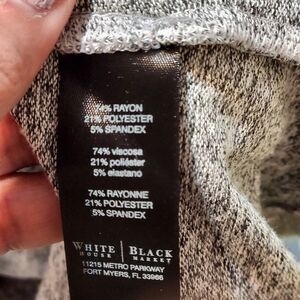 74% RAYON
21% POLYESTER
5% SPANDEX
74% viscosa
21% poliéster
5% elastano
74% RAYONNE
21% POLYESTER
5% SPANDEX
WHITE HOUSE | BLACK MARKET
11215 METRO PARKWAY
FORT MYERS, FL 33966